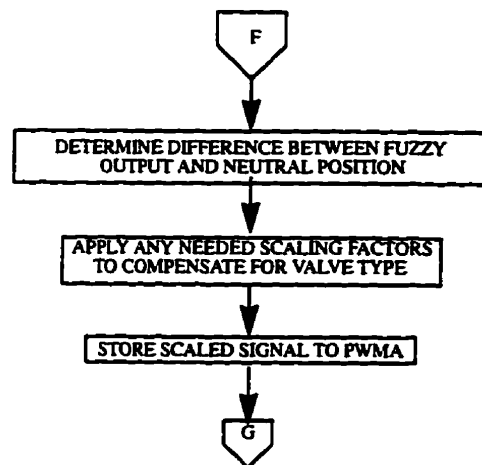 F
DETERMINE DIFFERENCE BETWEEN FUZZY
OUTPUT AND NEUTRAL POSITION
APPLY ANY NEEDED SCALING FACTORS
TO COMPENSATE FOR VALVE TYPE
STORE SCALED SIGNAL TO PWMA
G